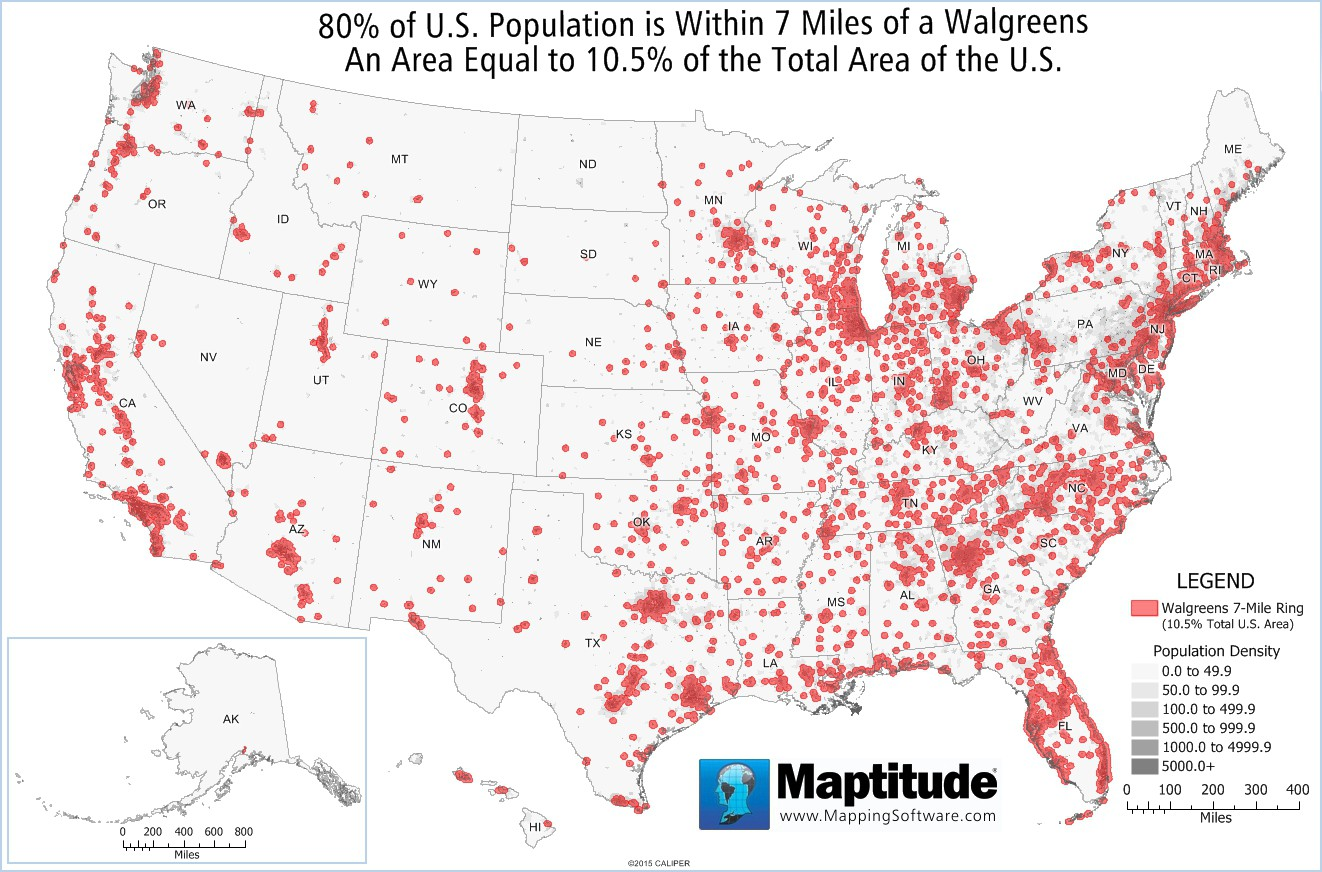 80% of U.S. Population is Within 7 Miles of a Walgreens
An Area Equal to 10.5% of the Total Area of the U.S.
WA
MT
ND
MN
ME
OR
ID
SD
WI
MI
VT
NH
NY
MA
CT
RI
WY
NV
UT
NE
IA
PA
NJ
CA
CO
KS
MO
IL
IN
OH
MD
DE
WV
VA
KY
AZ
NM
OK
AR
TN
NC
SC
TX
LA
MS
AL
GA
FL
LEGEND
Walgreens 7-Mile Ring
(10.5% Total U.S. Area)
Population Density
0.0 to 49.9
50.0 to 99.9
100.0 to 499.9
500.0 to 999.9
1000.0 to 4999.9
5000.0+
0 100 200 300 400
Miles
AK
0 200 400 600 800
Miles
HI
Maptitude®
www.MappingSoftware.com
©2015 CALIPER